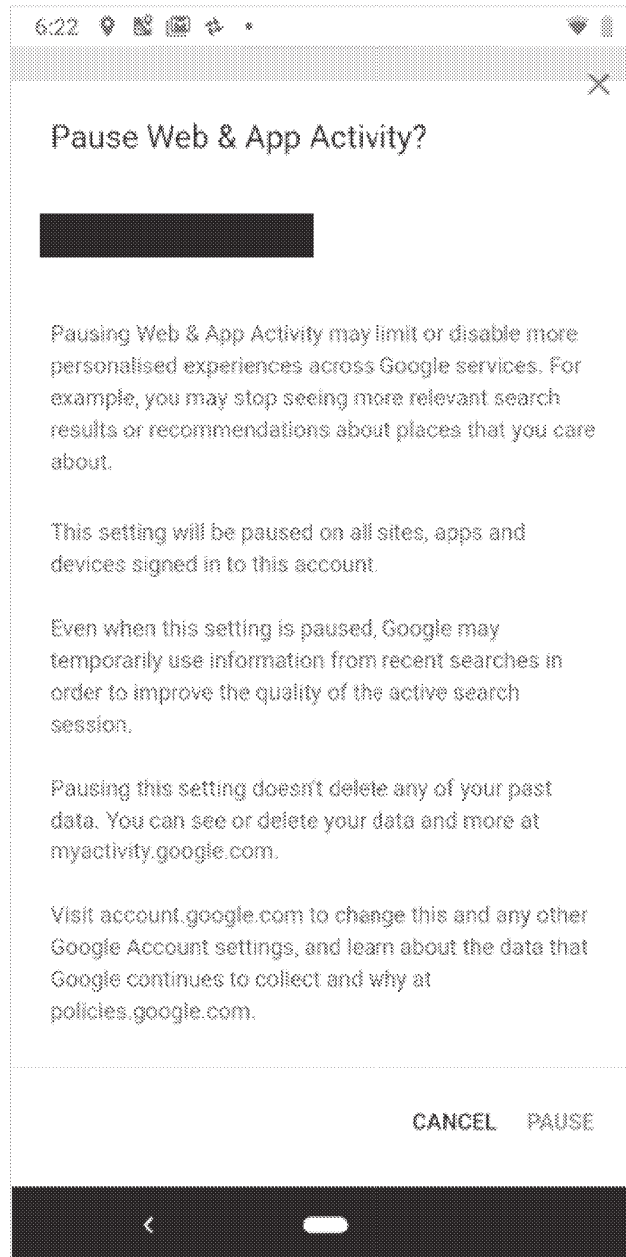 6:22
Pause Web & App Activity?
Pausing Web & App Activity may limit or disable more
personalised experiences across Google services. For
example, you may stop seeing more relevant search
results or recommendations about places that you care
about.
This setting will be paused on all sites, apps and
devices signed in to this account.
Even when this setting is paused, Google may
temporarily use information from recent searches in
order to improve the quality of the active search
session.
Pausing this setting doesn't delete any of your past
data. You can see or delete your data and more at
myactivity.google.com.
Visit account.google.com to change this and any other
Google Account settings, and learn about the data that
Google continues to collect and why at
policies.google.com.
CANCEL PAUSE